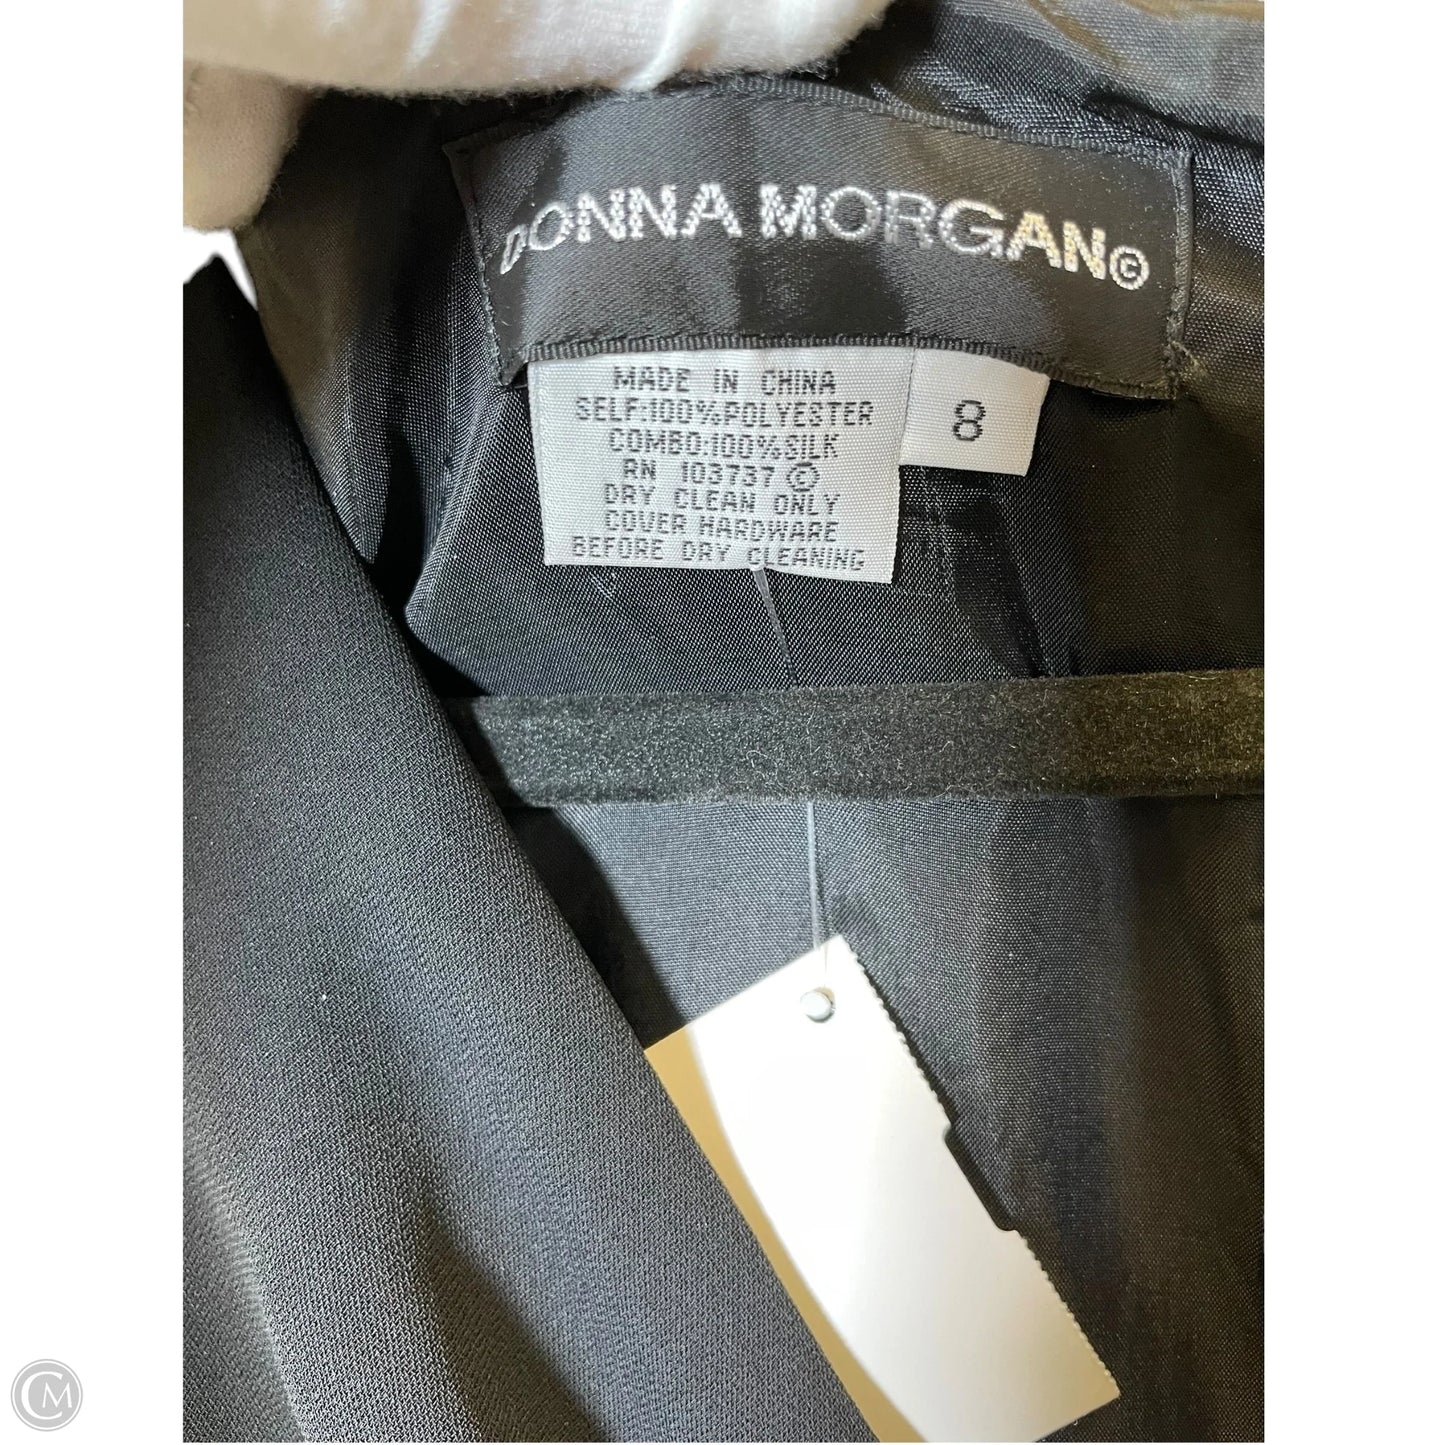 DONNA MORGAN©
MADE IN CHINA
SELF:100%POLYESTER
COMBO:100%SILK
RN 103737 ©
DRY CLEAN ONLY
COVER HARDWARE
BEFORE DRY CLEANING
8
CM